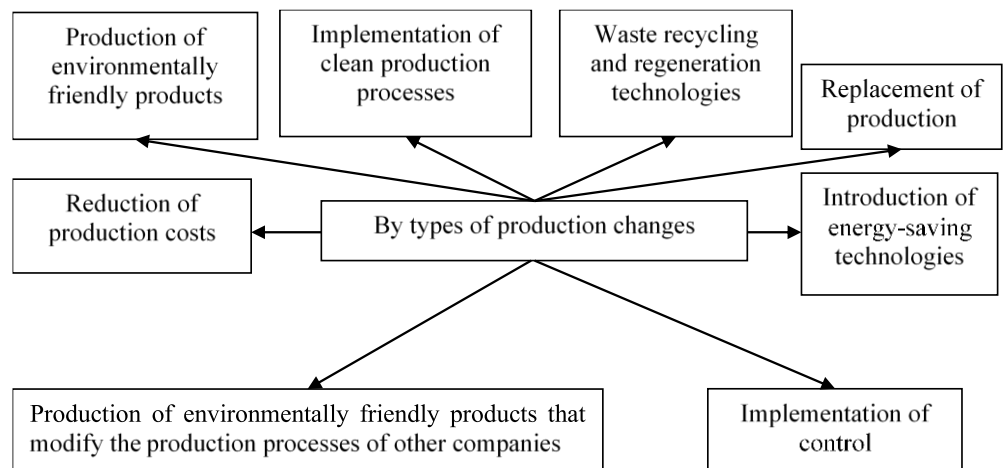 Production of
environmentally
friendly products
Implementation of
clean production
processes
Waste recycling
and regeneration
technologies
Replacement of
production
Reduction of
production costs
By types of production changes
Introduction of
energy-saving
technologies
Production of environmentally friendly products that
modify the production processes of other companies
Implementation of
control